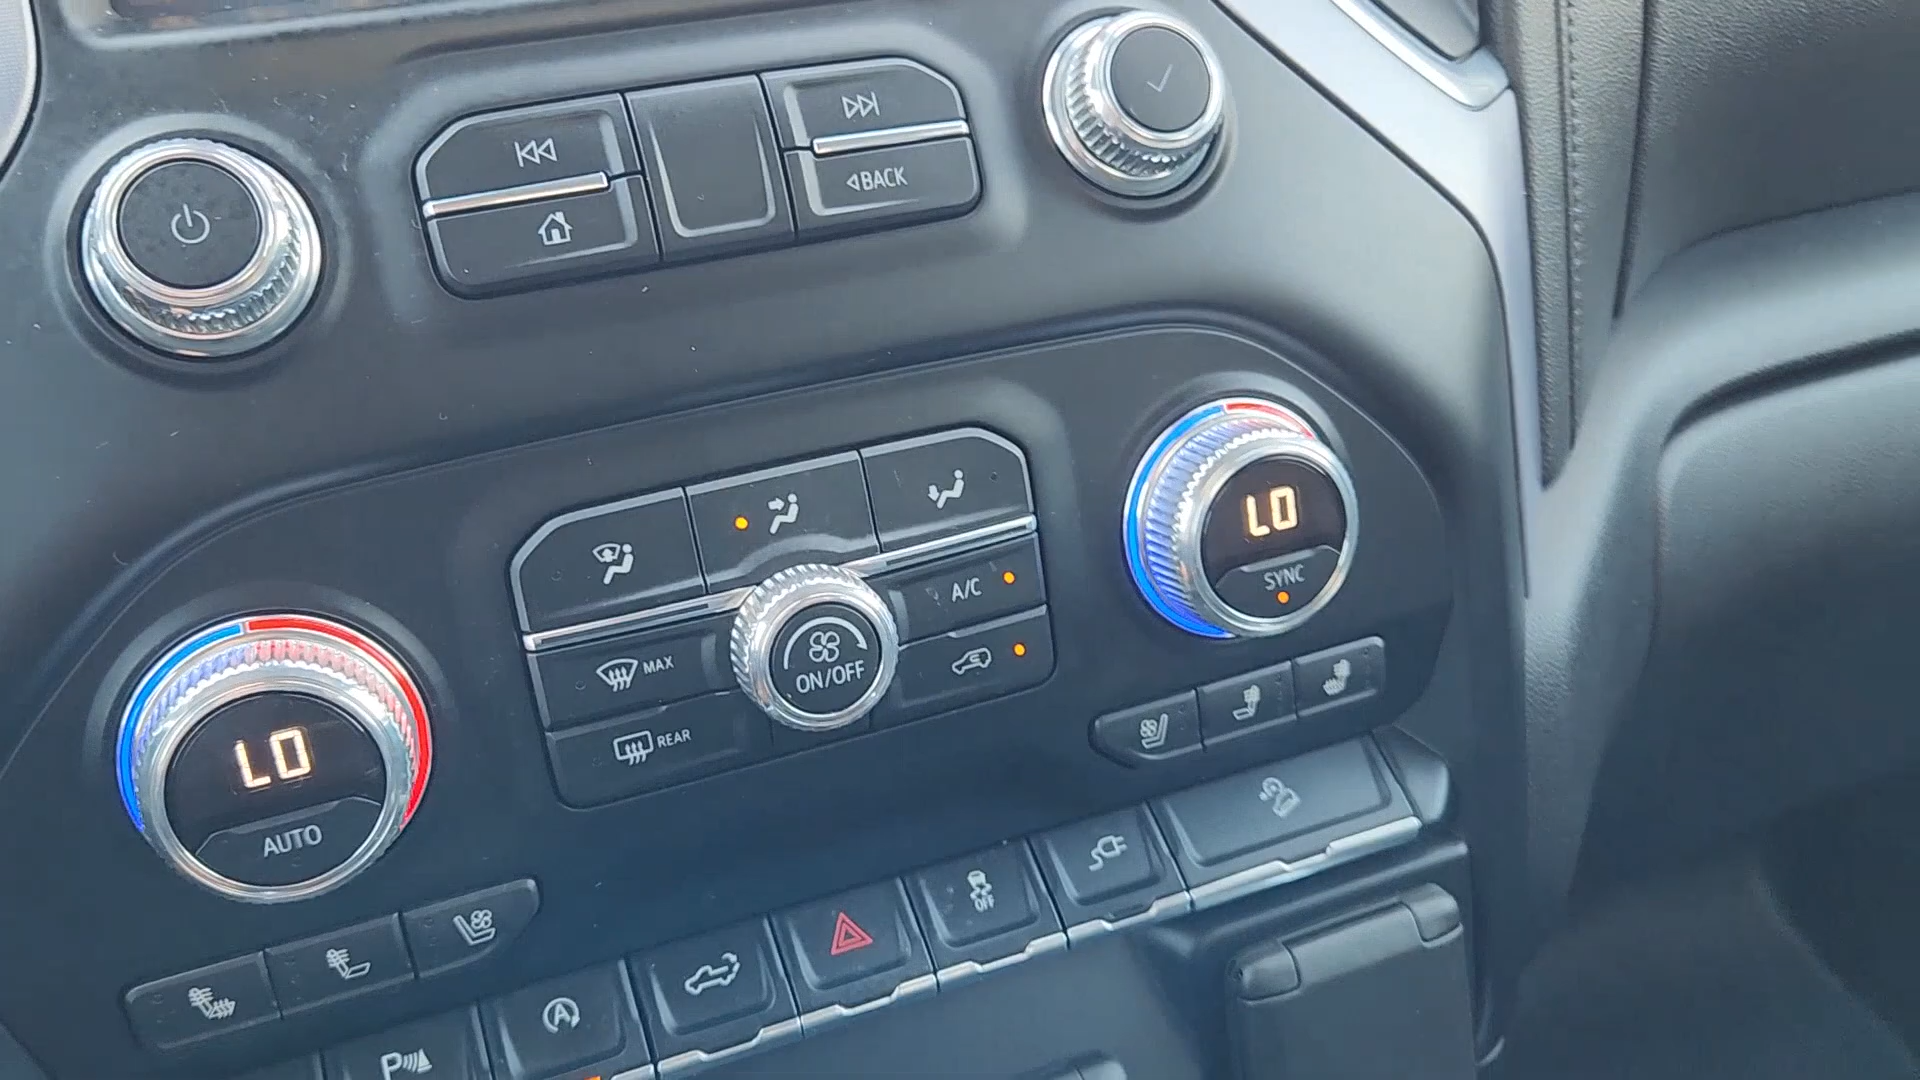 BACK
LO
SYNC
A/C
MAX
ON/OFF
REAR
LO
AUTO
OFF
A
P